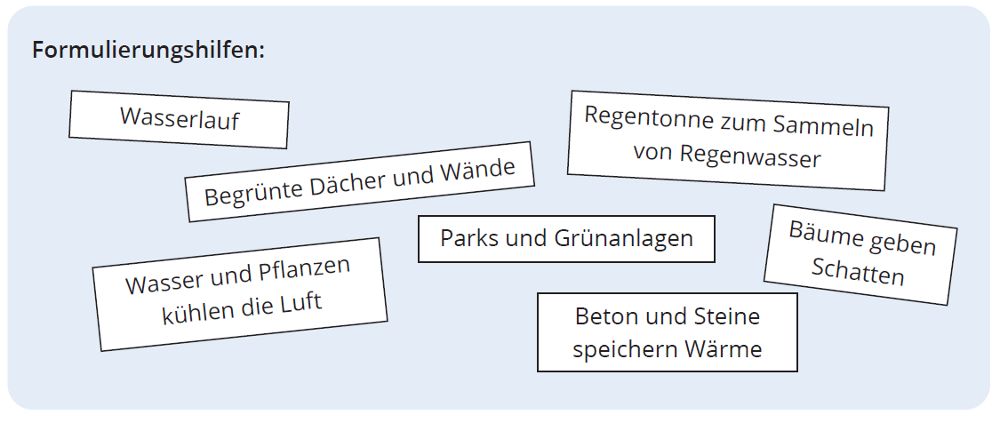 Formulierungshilfen:
Wasserlauf
Regentonne zum Sammeln
von Regenwasser
Begrünte Dächer und Wände
Parks und Grünanlagen
Bäume geben
Schatten
Wasser und Pflanzen
kühlen die Luft
Beton und Steine
speichern Wärme